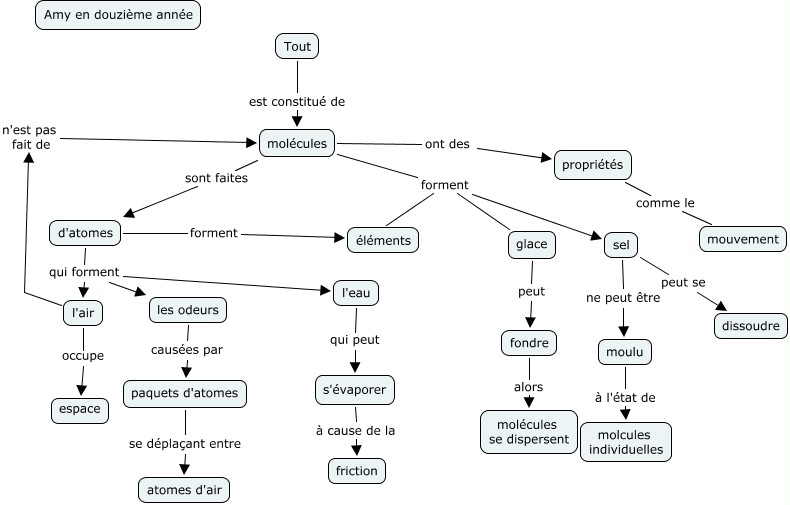 Amy en douzième année
Tout
est constitué de
n'est pas
fait de
molécules
ont des
propriétés
sont faites
forment
comme le
d'atomes
forment
éléments
glace
sel
mouvement
qui forment
peut
ne peut être
peut se
l'air
les odeurs
l'eau
dissoudre
occupe
causées par
qui peut
fondre
moulu
espace
paquets d'atomes
s'évaporer
alors
à l'état de
se déplaçant entre
à cause de la
molécules
se dispersent
molcules
individuelles
atomes d'air
friction